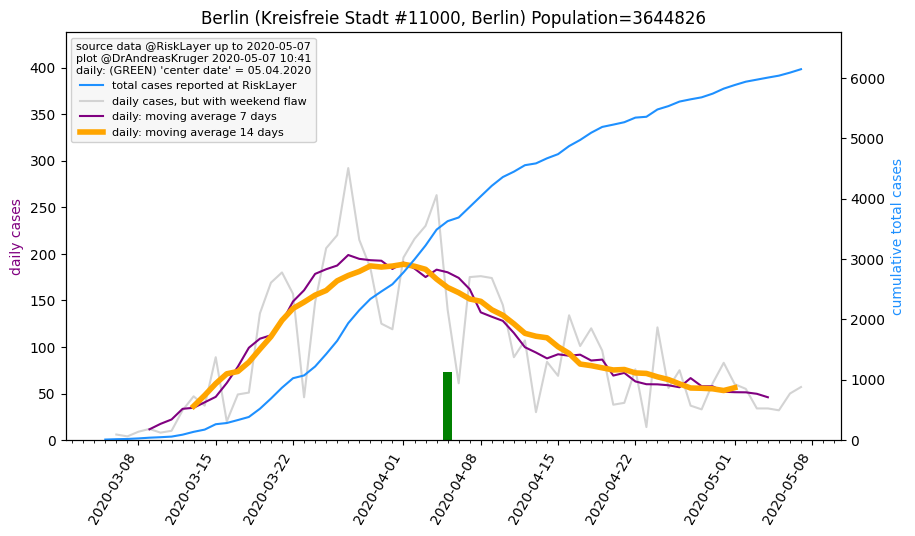 Berlin (Kreisfreie Stadt #11000, Berlin) Population=3644826
source data @RiskLayer up to 2020-05-07
plot @DrAndreasKruger 2020-05-07 10:41
daily: (GREEN) 'center date' = 05.04.2020
total cases reported at RiskLayer
daily cases, but with weekend flaw
daily: moving average 7 days
daily: moving average 14 days
daily cases
400
350
300
250
200
150
100
50
0
cumulative total cases
6000
5000
4000
3000
2000
1000
0
2020-03-08
2020-03-15
2020-03-22
2020-04-01
2020-04-08
2020-04-15
2020-04-22
2020-05-01
2020-05-08